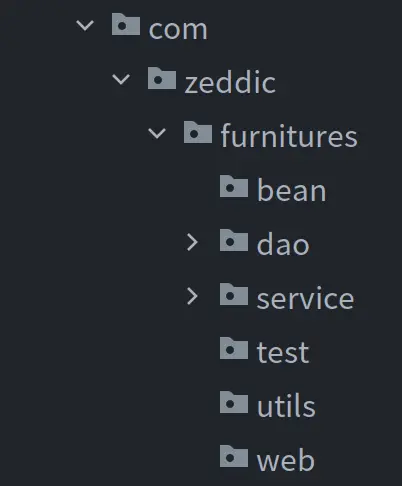 com
zeddic
furnitures
bean
dao
service
test
utils
web